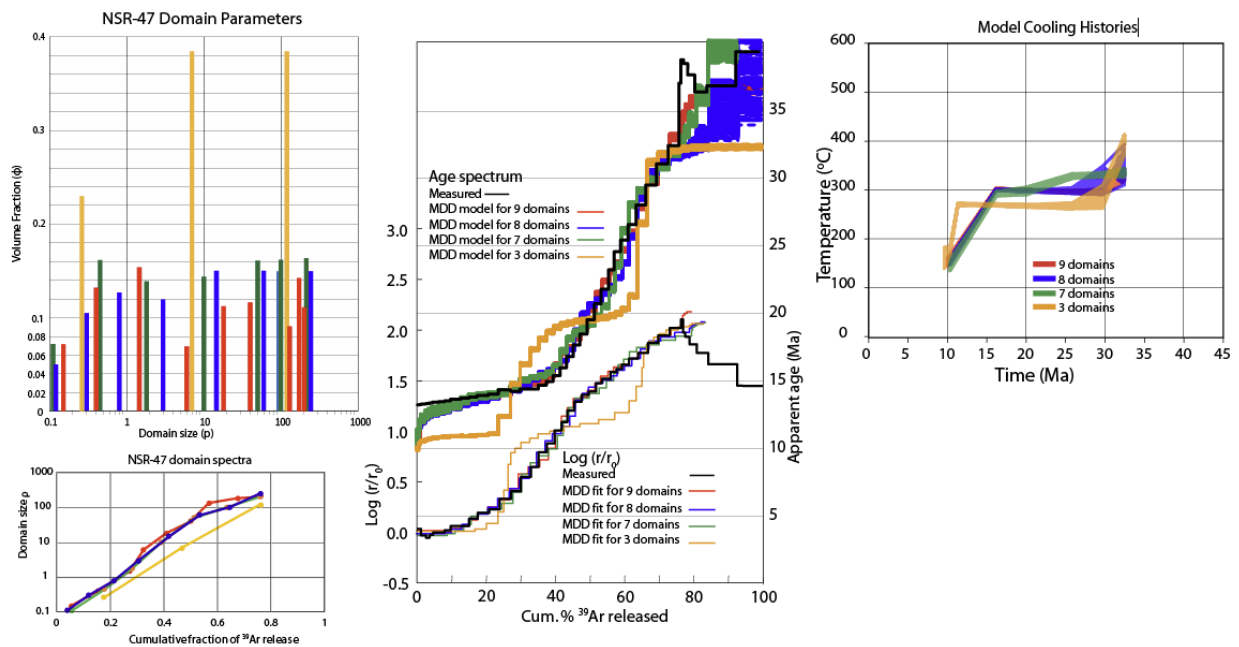 NSR-47 Domain Parameters
Volume Fraction (ϕ)
0.4
0.3
0.2
0.1
0.08
0.06
0.04
0.02
0
0.1 1 10 100 1000
Domain size (ρ)
NSR-47 domain spectra
Domain size ρ
1000
100
10
1
0.1
0 0.2 0.4 0.6 0.8 1
Cumulative fraction of ³⁹Ar release
Age spectrum
Measured
MDD model for 9 domains
MDD model for 8 domains
MDD model for 7 domains
MDD model for 3 domains
3.0
2.5
2.0
1.5
1.0
0.5
0.0
-0.5
Log (r/r₀)
Log (r/r₀)
Measured
MDD fit for 9 domains
MDD fit for 8 domains
MDD fit for 7 domains
MDD fit for 3 domains
35
30
25
20
15
10
5
Apparent age (Ma)
0 20 40 60 80 100
Cum. % ³⁹Ar released
Model Cooling Histories
Temperature (ºC)
600
500
400
300
200
100
0
9 domains
8 domains
7 domains
3 domains
0 5 10 15 20 25 30 35 40 45
Time (Ma)